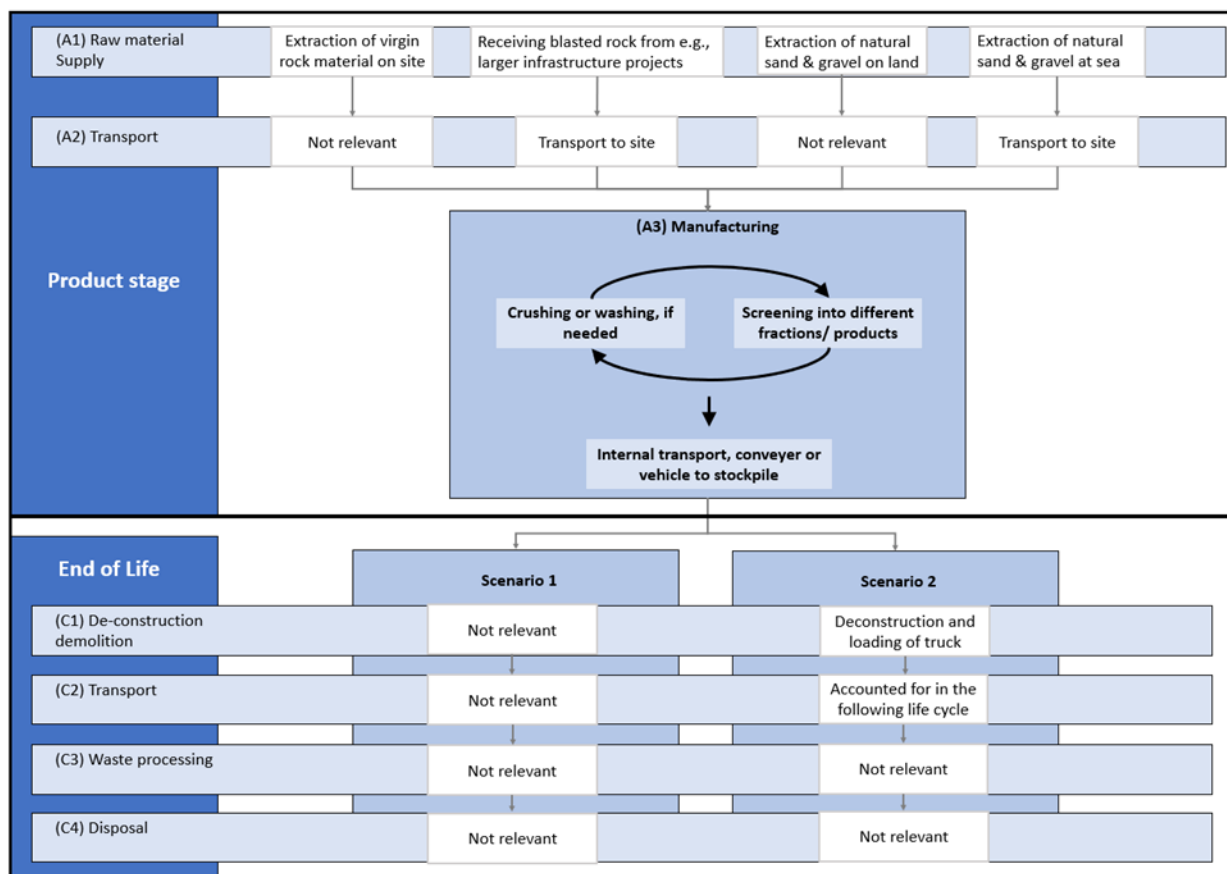 (A1) Raw material
Supply
Extraction of virgin
rock material on site
Receiving blasted rock from e.g.,
larger infrastructure projects
Extraction of natural
sand & gravel on land
Extraction of natural
sand & gravel at sea
(A2) Transport
Not relevant
Transport to site
Not relevant
Transport to site
Product stage
(A3) Manufacturing
Crushing or washing, if
needed
Screening into different
fractions/ products
Internal transport, conveyer or
vehicle to stockpile
End of Life
Scenario 1
Scenario 2
(C1) De-construction
demolition
Not relevant
Deconstruction and
loading of truck
(C2) Transport
Not relevant
Accounted for in the
following life cycle
(C3) Waste processing
Not relevant
Not relevant
(C4) Disposal
Not relevant
Not relevant